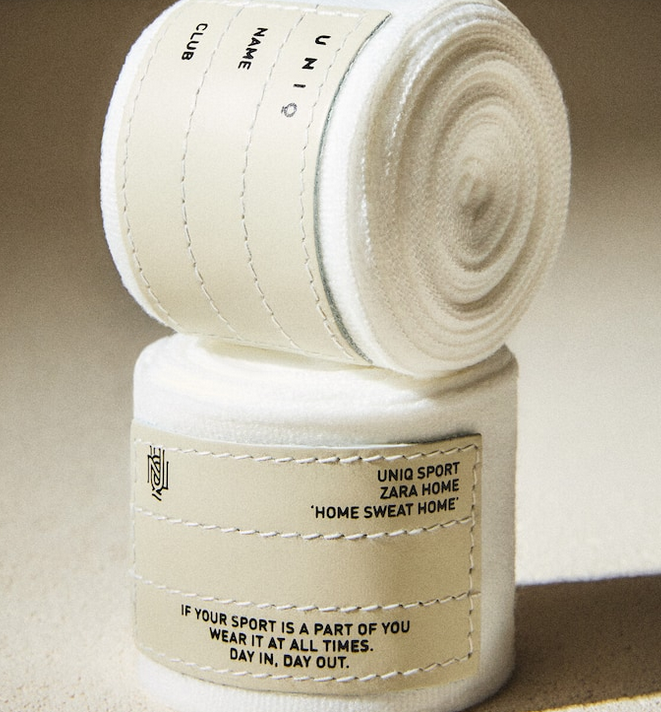 UNIQ
NAME
CLUB
UNIQ SPORT
ZARA HOME
'HOME SWEAT HOME'
IF YOUR SPORT IS A PART OF YOU
WEAR IT AT ALL TIMES.
DAY IN, DAY OUT.